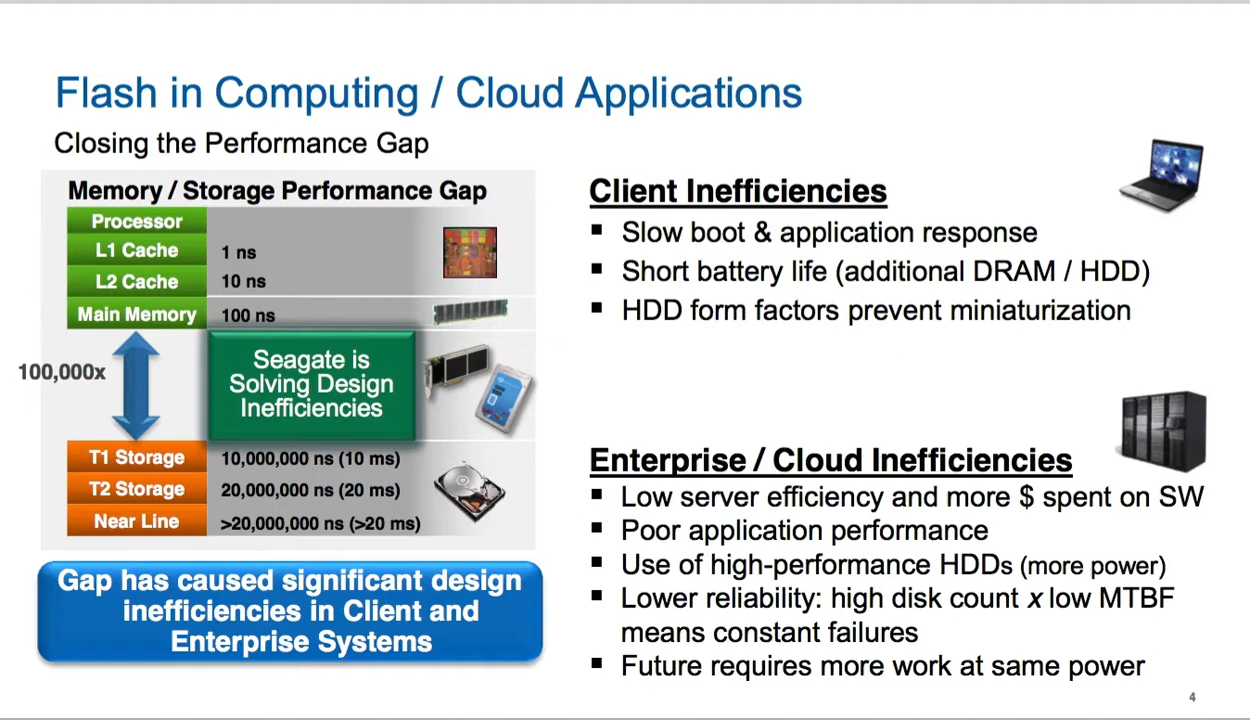 Flash in Computing / Cloud Applications
Closing the Performance Gap
Memory / Storage Performance Gap
Processor
L1 Cache 1 ns
L2 Cache 10 ns
Main Memory 100 ns
100,000x
Seagate is
Solving Design
Inefficiencies
T1 Storage 10,000,000 ns (10 ms)
T2 Storage 20,000,000 ns (20 ms)
Near Line >20,000,000 ns (>20 ms)
Gap has caused significant design
inefficiencies in Client and
Enterprise Systems
Client Inefficiencies
▪ Slow boot & application response
▪ Short battery life (additional DRAM / HDD)
▪ HDD form factors prevent miniaturization
Enterprise / Cloud Inefficiencies
▪ Low server efficiency and more $ spent on SW
▪ Poor application performance
▪ Use of high-performance HDDs (more power)
▪ Lower reliability: high disk count x low MTBF
means constant failures
▪ Future requires more work at same power
4